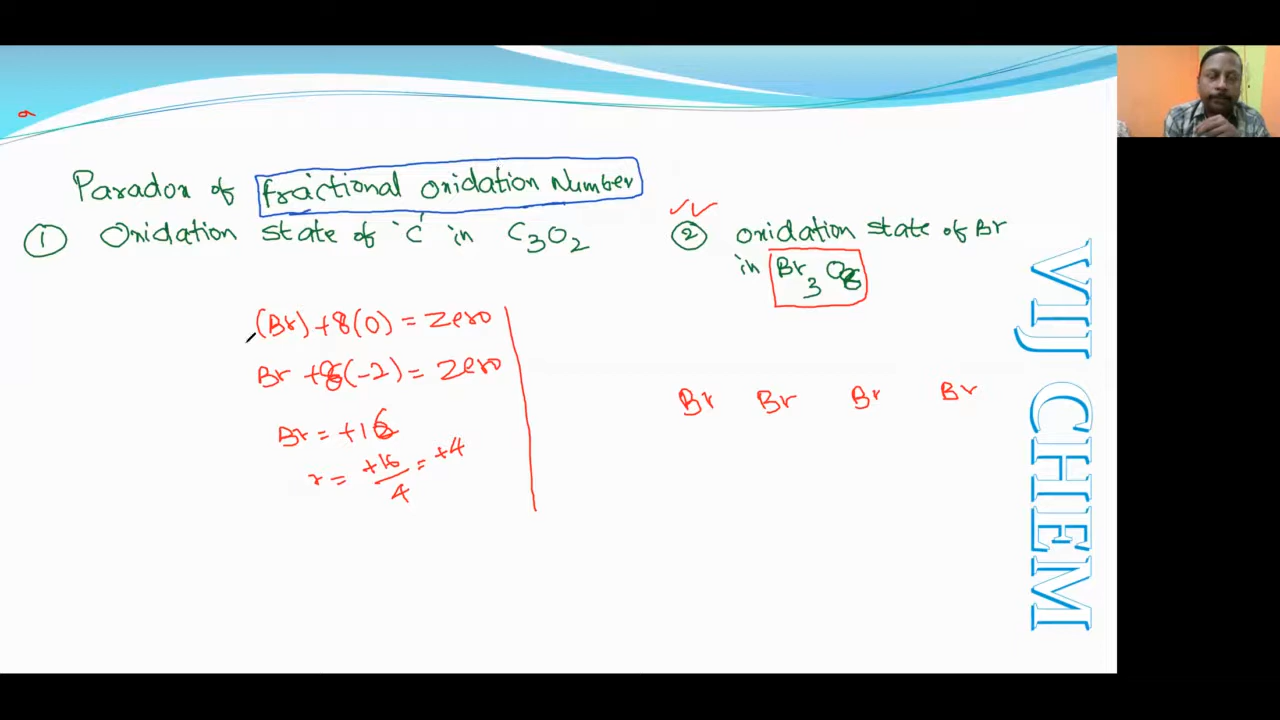 Paradox of fractional oxidation Number
① Oxidation state of 'C' in C3O2
② oxidation state of Br
in Br3O8
(Br) + 8(0) = Zero
Br + 8(-2) = Zero
Br = +16
r = +16/4 = +4
Br Br Br Br
VIJ CHEM